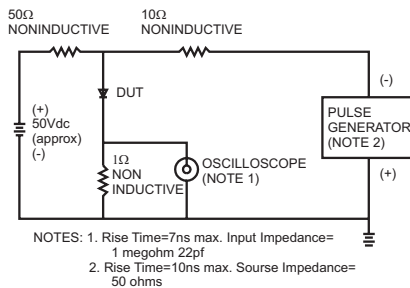 50Ω
NONINDUCTIVE
10Ω
NONINDUCTIVE
(+)
50Vdc
(approx)
(-)
DUT
1Ω
NON
INDUCTIVE
OSCILLOSCOPE
(NOTE 1)
(-)
PULSE
GENERATOR
(NOTE 2)
(+)
NOTES: 1. Rise Time=7ns max. Input Impedance=
1 megohm 22pf
2. Rise Time=10ns max. Sourse Impedance=
50 ohms